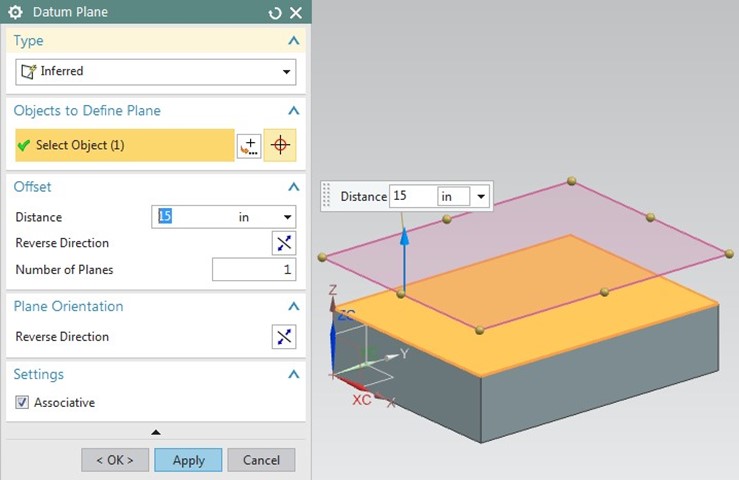 Datum Plane
Type
Inferred
Objects to Define Plane
Select Object (1)
Offset
Distance 15 in
Reverse Direction
Number of Planes 1
Plane Orientation
Reverse Direction
Settings
Associative
< OK > Apply Cancel
Distance 15 in
Z
ZC
Y
XC X